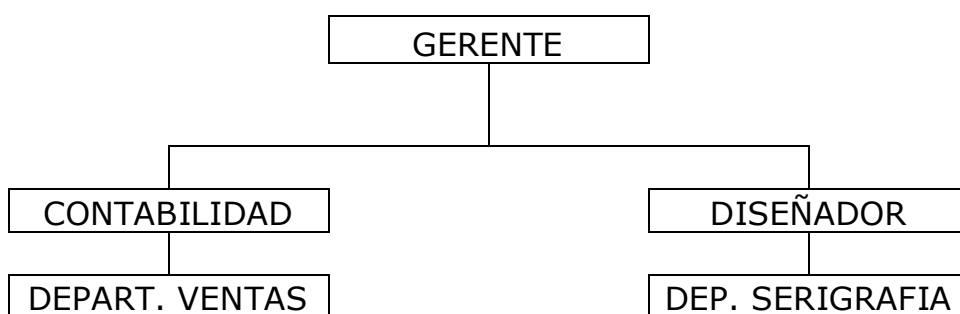 GERENTE
CONTABILIDAD
DISEÑADOR
DEPART. VENTAS
DEP. SERIGRAFIA